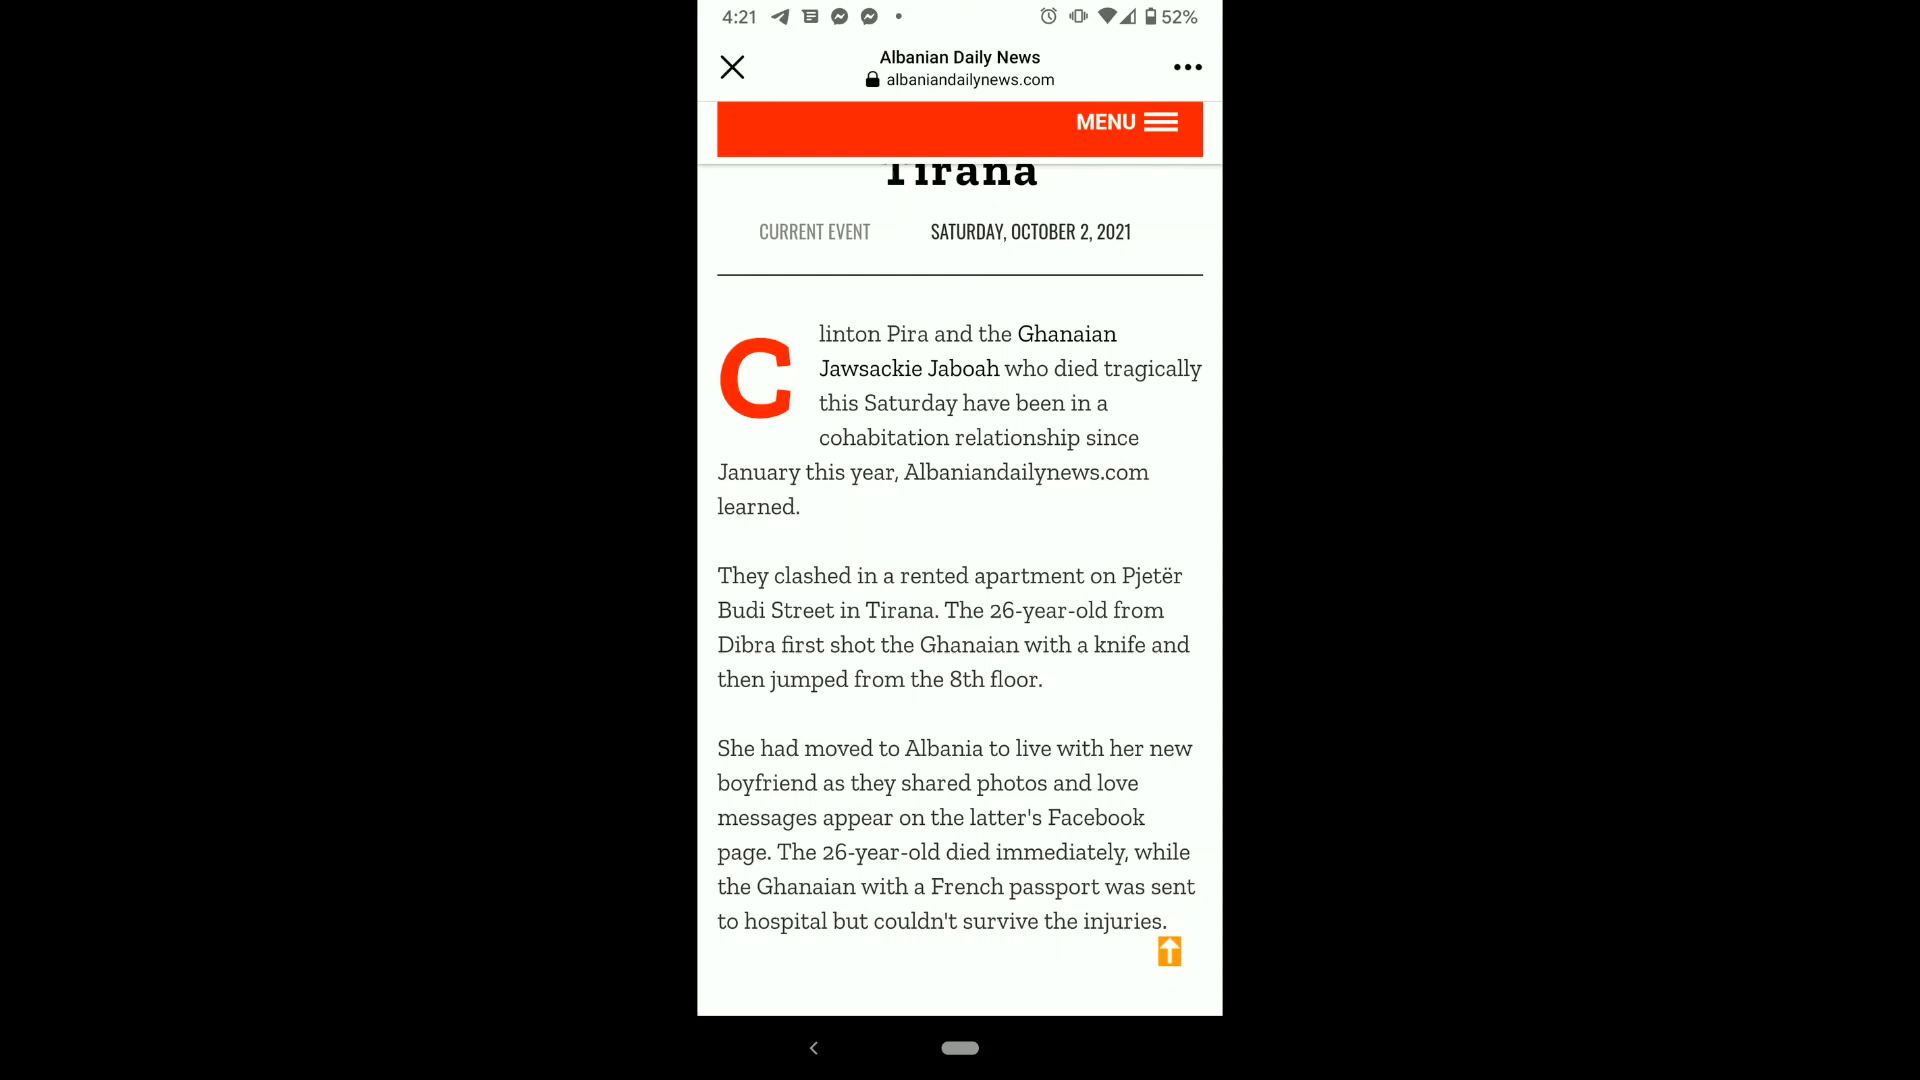 4:21 52%
Albanian Daily News
albaniandailynews.com
MENU
Tirana
CURRENT EVENT SATURDAY, OCTOBER 2, 2021
Clinton Pira and the Ghanaian
Jawsackie Jaboah who died tragically
this Saturday have been in a
cohabitation relationship since
January this year, Albaniandailynews.com
learned.
They clashed in a rented apartment on Pjetër
Budi Street in Tirana. The 26-year-old from
Dibra first shot the Ghanaian with a knife and
then jumped from the 8th floor.
She had moved to Albania to live with her new
boyfriend as they shared photos and love
messages appear on the latter's Facebook
page. The 26-year-old died immediately, while
the Ghanaian with a French passport was sent
to hospital but couldn't survive the injuries.